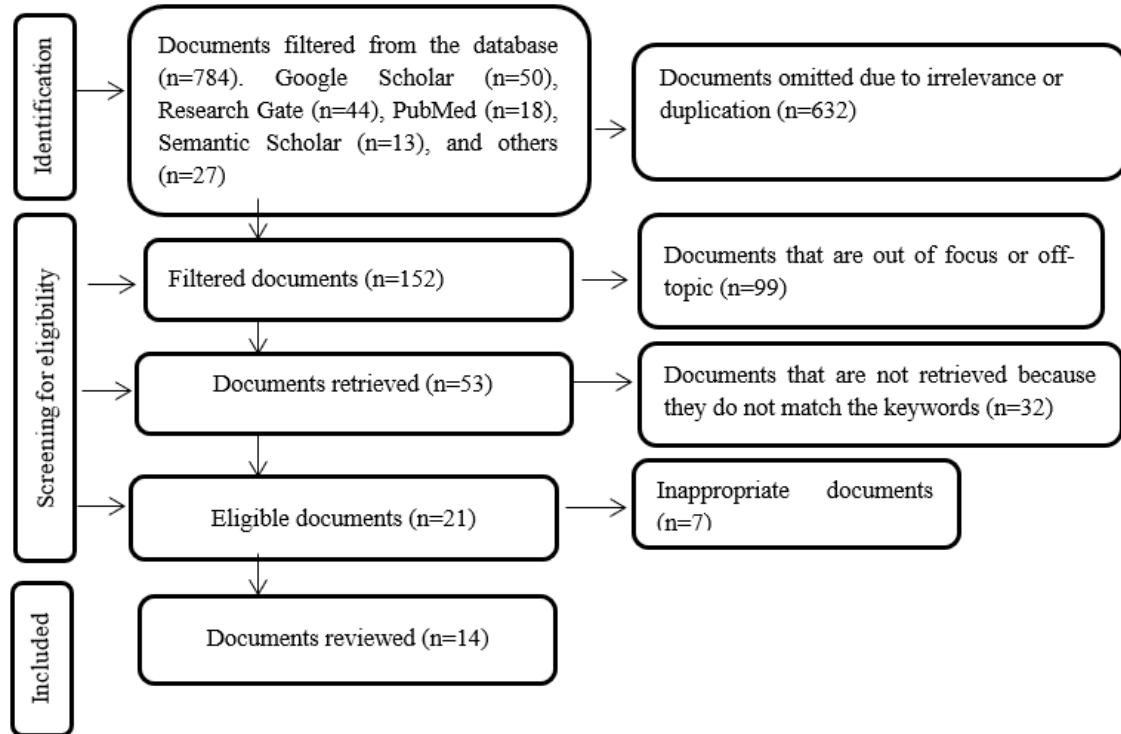 Identification
Documents filtered from the database
(n=784). Google Scholar (n=50),
Research Gate (n=44), PubMed (n=18),
Semantic Scholar (n=13), and others
(n=27)
Documents omitted due to irrelevance or
duplication (n=632)
Screening for eligibility
Filtered documents (n=152)
Documents that are out of focus or off-
topic (n=99)
Documents retrieved (n=53)
Documents that are not retrieved because
they do not match the keywords (n=32)
Eligible documents (n=21)
Inappropriate documents
(n=7)
Included
Documents reviewed (n=14)